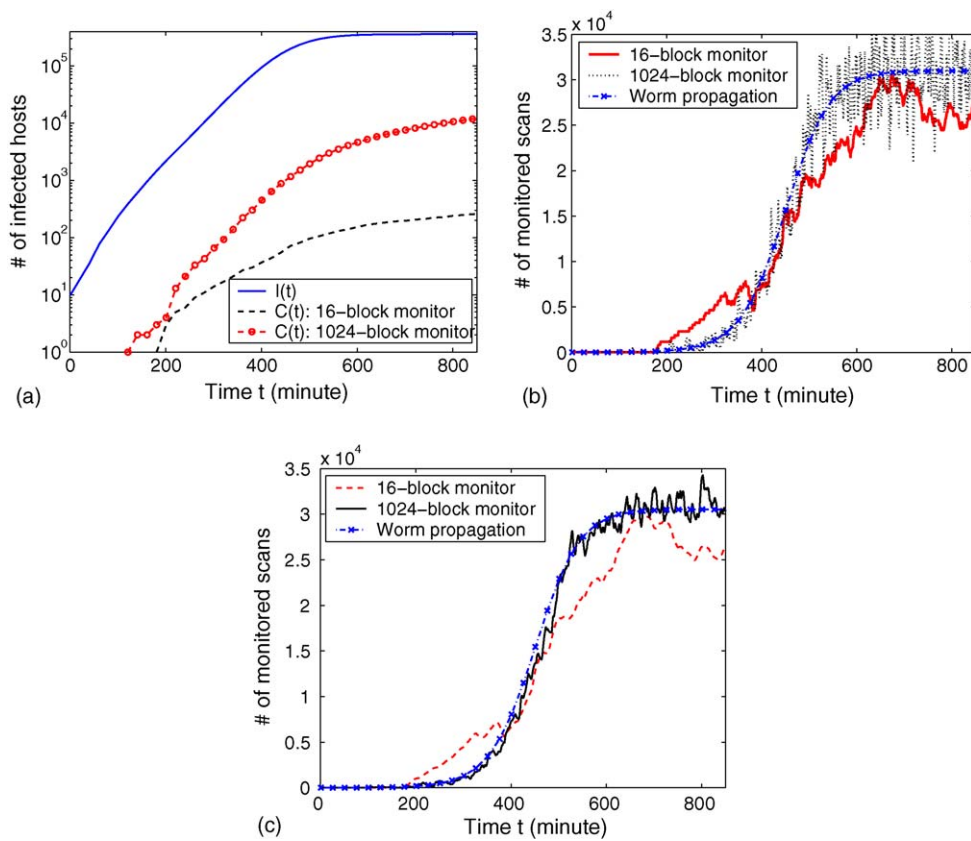 10^5
10^4
10^3
10^2
10^1
10^0
# of infected hosts
I(t)
C(t): 16-block monitor
C(t): 1024-block monitor
0 200 400 600 800
Time t (minute)
(a)
x 10^4
3.5
3
2.5
2
1.5
1
0.5
0
# of monitored scans
16-block monitor
1024-block monitor
Worm propagation
0 200 400 600 800
Time t (minute)
(b)
x 10^4
3.5
3
2.5
2
1.5
1
0.5
0
# of monitored scans
16-block monitor
1024-block monitor
Worm propagation
0 200 400 600 800
Time t (minute)
(c)